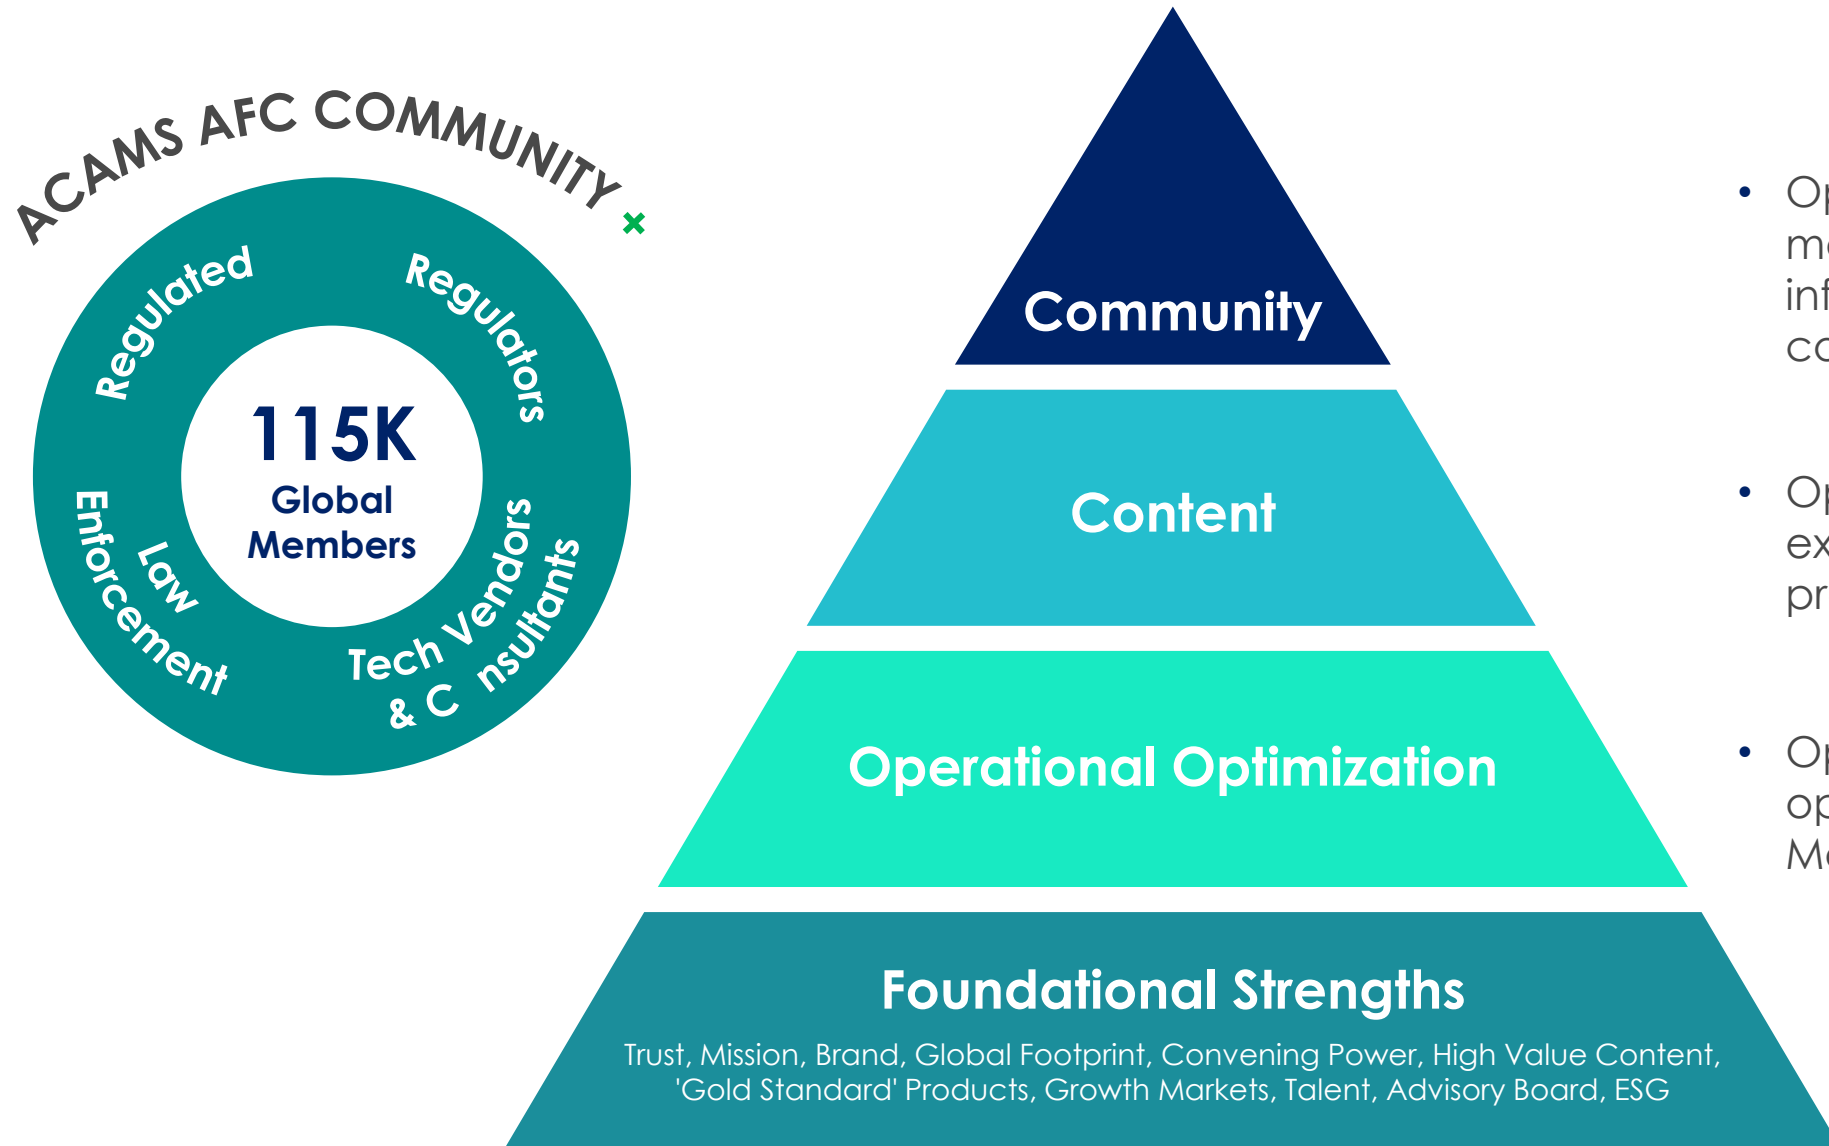 ACAMS AFC COMMUNITY
Regulated
Regulators
115K
Global
Members
Law
Enforcement
Tech Vendors
& C nsultants
Community
Content
Operational Optimization
Foundational Strengths
Trust, Mission, Brand, Global Footprint, Convening Power, High Value Content,
'Gold Standard' Products, Growth Markets, Talent, Advisory Board, ESG